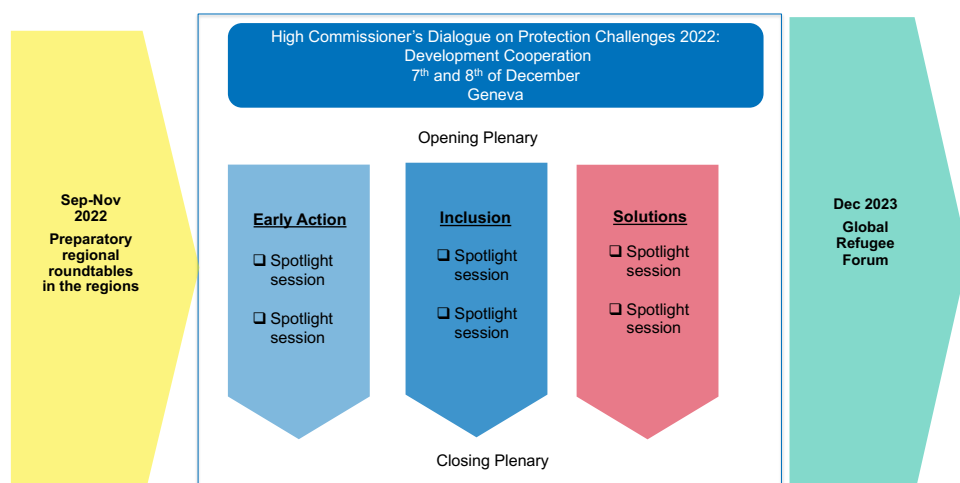 Sep-Nov
2022
Preparatory
regional
roundtables
in the regions
High Commissioner's Dialogue on Protection Challenges 2022:
Development Cooperation
7th and 8th of December
Geneva
Opening Plenary
Early Action
❑ Spotlight
session
❑ Spotlight
session
Inclusion
❑ Spotlight
session
❑ Spotlight
session
Solutions
❑ Spotlight
session
❑ Spotlight
session
Closing Plenary
Dec 2023
Global
Refugee
Forum